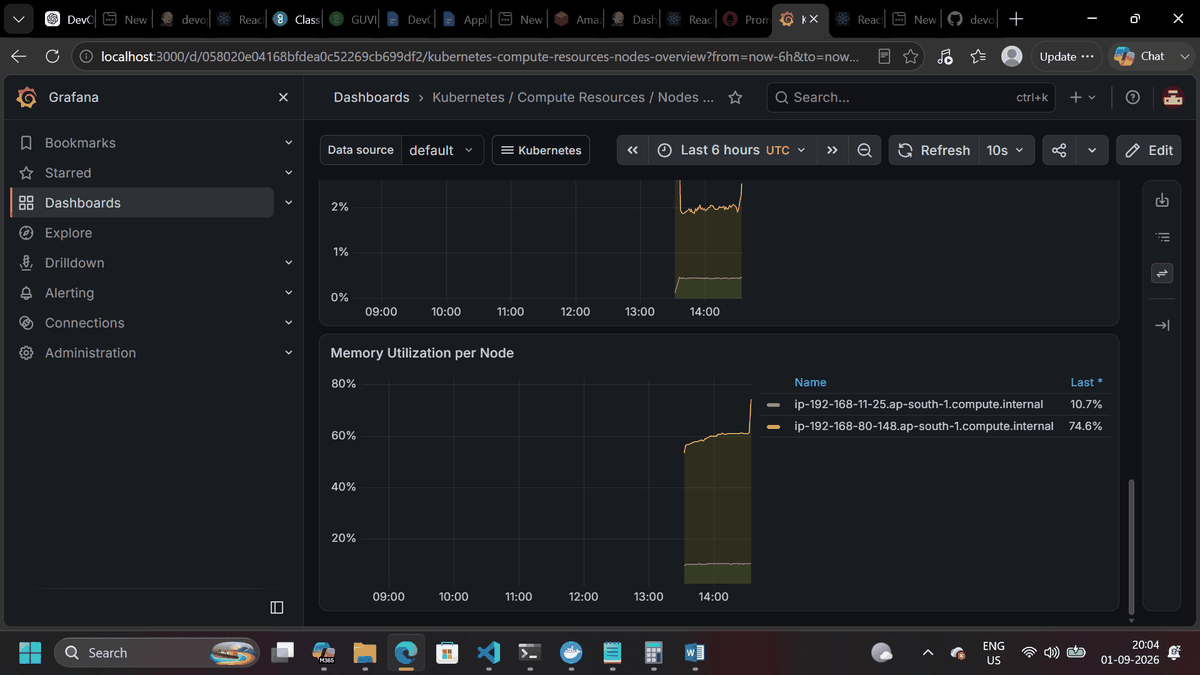 DevC
New
devo
Reac
Class
GUVI
DevC
Appl
New
Ama
Dash
Reac
Pron
K
Reac
New
devo
localhost:3000/d/058020e04168bfdea0c52269cb699df2/kubernetes-compute-resources-nodes-overview?from=now-6h&to=now...
Update
Chat
Grafana
Dashboards › Kubernetes / Compute Resources / Nodes ...
Search...
ctrl+k
Bookmarks
Starred
Dashboards
Explore
Drilldown
Alerting
Connections
Administration
Data source
default
Kubernetes
Last 6 hours UTC
Refresh
10s
Edit
2%
1%
0%
09:00 10:00 11:00 12:00 13:00 14:00
Memory Utilization per Node
80%
60%
40%
20%
09:00 10:00 11:00 12:00 13:00 14:00
Name Last *
ip-192-168-11-25.ap-south-1.compute.internal 10.7%
ip-192-168-80-148.ap-south-1.compute.internal 74.6%
Search
M365
ENG
US
20:04
01-09-2026